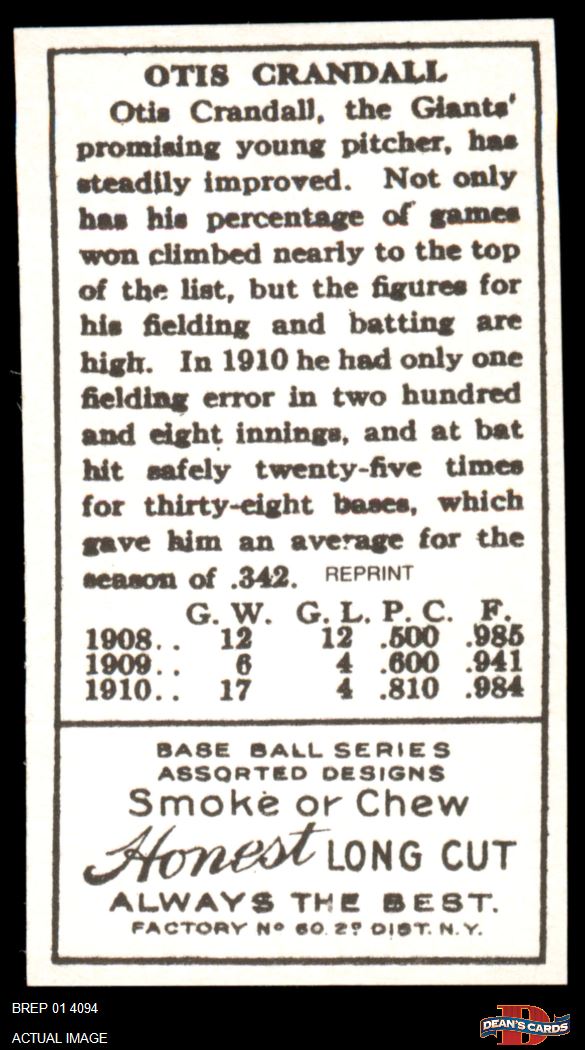 OTIS CRANDALL
Otis Crandall, the Giants'
promising young pitcher, has
steadily improved. Not only
has his percentage of games
won climbed nearly to the top
of the list, but the figures for
his fielding and batting are
high. In 1910 he had only one
fielding error in two hundred
and eight innings, and at bat
hit safely twenty-five times
for thirty-eight bases, which
gave him an average for the
season of .342. REPRINT
G. W. G. L. P. C. F.
1908.. 12 12 .500 .985
1909.. 6 4 .600 .941
1910.. 17 4 .810 .984
BASE BALL SERIES
ASSORTED DESIGNS
Smoke or Chew
Honest LONG CUT
ALWAYS THE BEST.
FACTORY Nº 60. 2º DIST. N.Y.
BREP 01 4094
ACTUAL IMAGE
D
DEAN'S CARDS